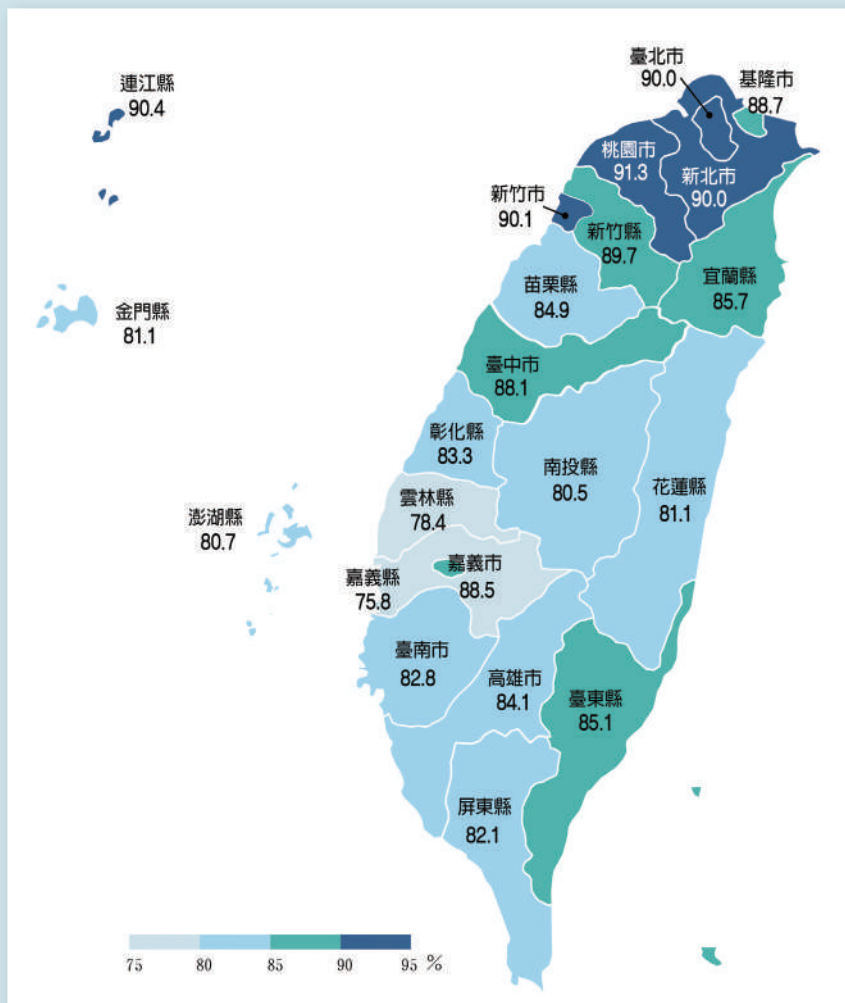 臺北市
90.0
基隆市
88.7
連江縣
90.4
桃園市
91.3
新北市
90.0
新竹市
90.1
新竹縣
89.7
宜蘭縣
85.7
苗栗縣
84.9
金門縣
81.1
臺中市
88.1
彰化縣
83.3
南投縣
80.5
花蓮縣
81.1
雲林縣
78.4
澎湖縣
80.7
嘉義市
88.5
嘉義縣
75.8
臺南市
82.8
高雄市
84.1
臺東縣
85.1
屏東縣
82.1
75 80 85 90 95 %